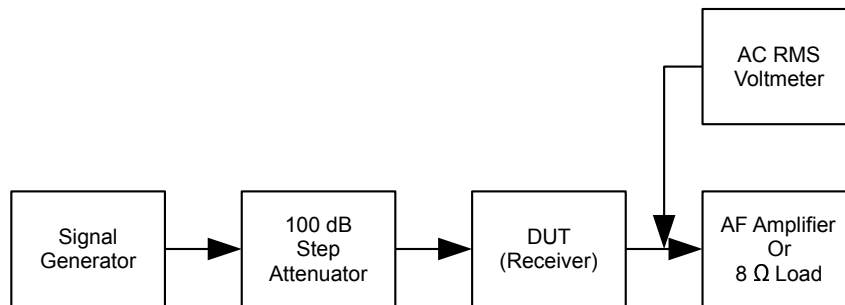 AC RMS
Voltmeter
Signal
Generator
100 dB
Step
Attenuator
DUT
(Receiver)
AF Amplifier
Or
8 Ω Load